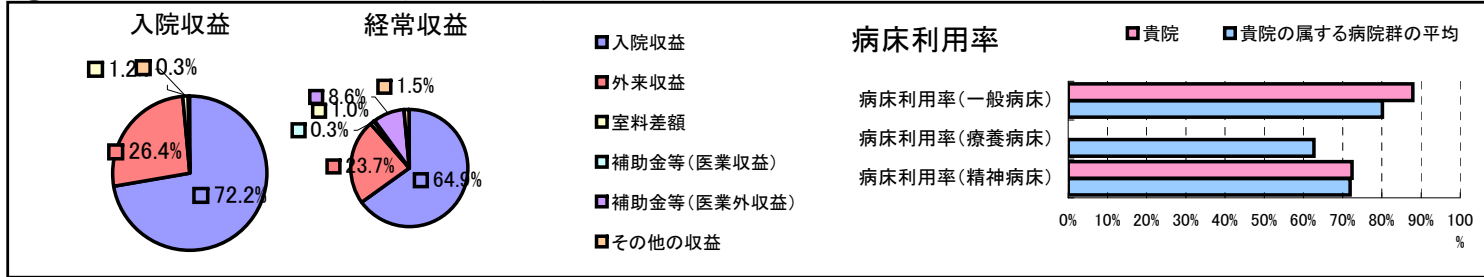 入院収益
1.2
0.3%
26.4%
72.2%
経常収益
8.6%
1.5%
1.0%
0.3%
23.7%
64.9%
入院収益
外来収益
室料差額
補助金等(医業収益)
補助金等(医業外収益)
その他の収益
病床利用率
貴院
貴院の属する病院群の平均
病床利用率(一般病床)
病床利用率(療養病床)
病床利用率(精神病床)
0% 10% 20% 30% 40% 50% 60% 70% 80% 90% 100
%